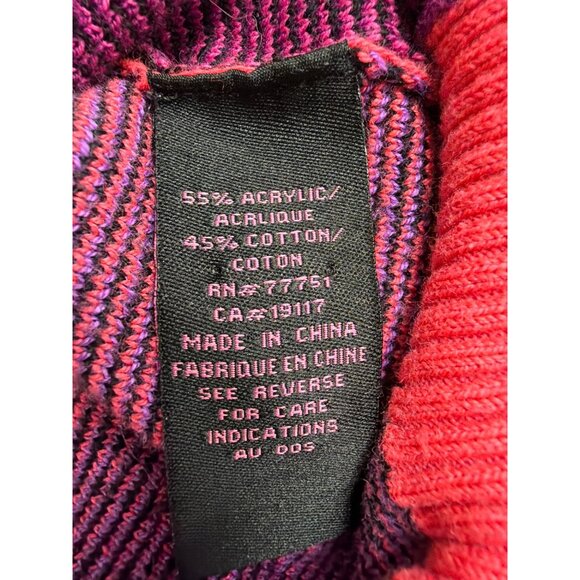 55% ACRYLIC/
ACRLIQUE
45% COTTON/
COTON
RN#77751
CA#19117
MADE IN CHINA
FABRIQUE EN CHINE
SEE REVERSE
FOR CARE
INDICATIONS
AU DOS